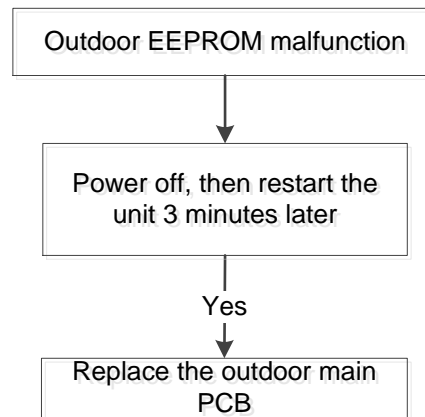 Outdoor EEPROM malfunction
Power off, then restart the
unit 3 minutes later
Yes
Replace the outdoor main
PCB